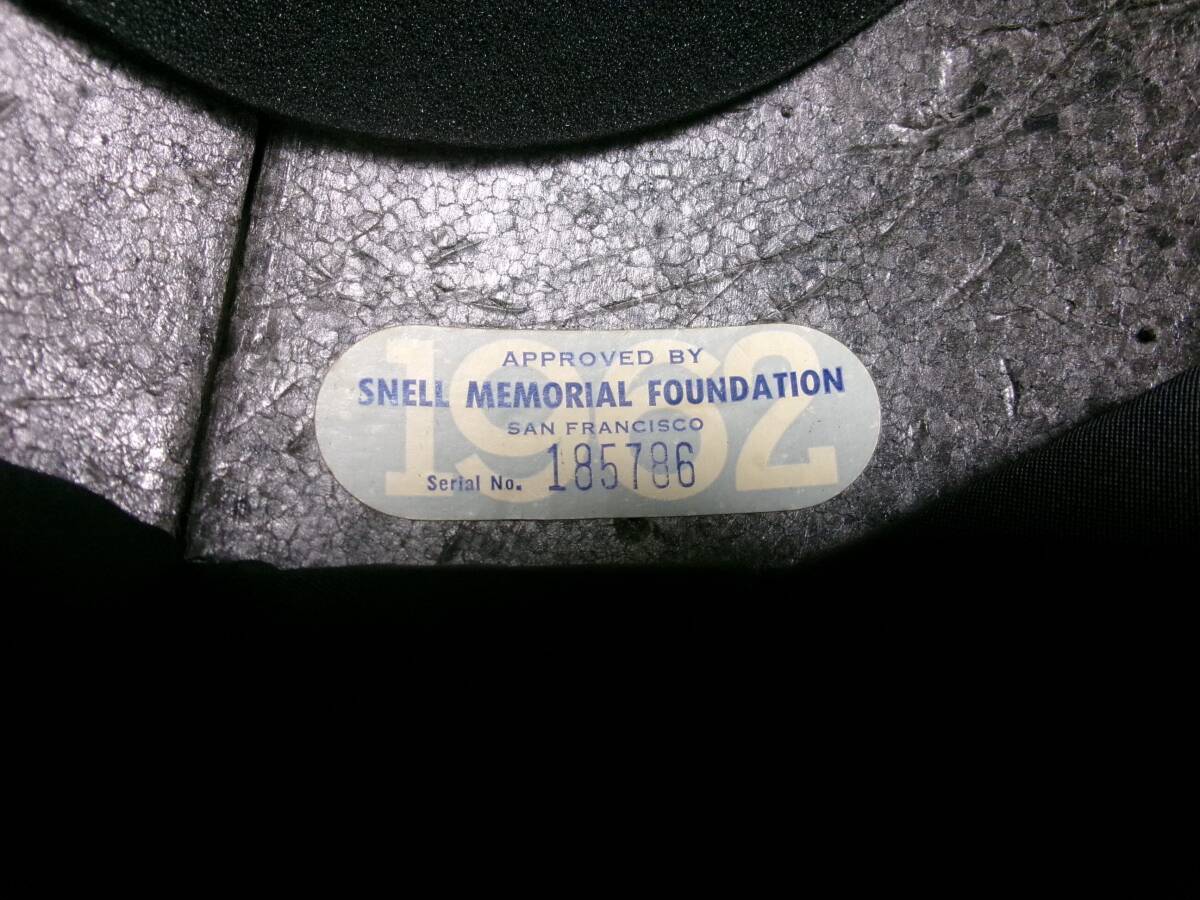 1962
APPROVED BY
SNELL MEMORIAL FOUNDATION
SAN FRANCISCO
Serial No. 185786